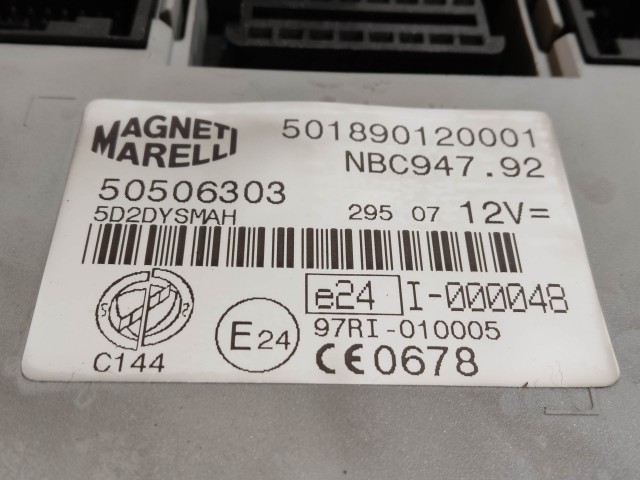 MAGNETI
MARELLI
501890120001
NBC947.92
50506303
5D2DYSMAH
295 07 12V=
e24 I-000048
97RI-010005
E24
CE0678
C144